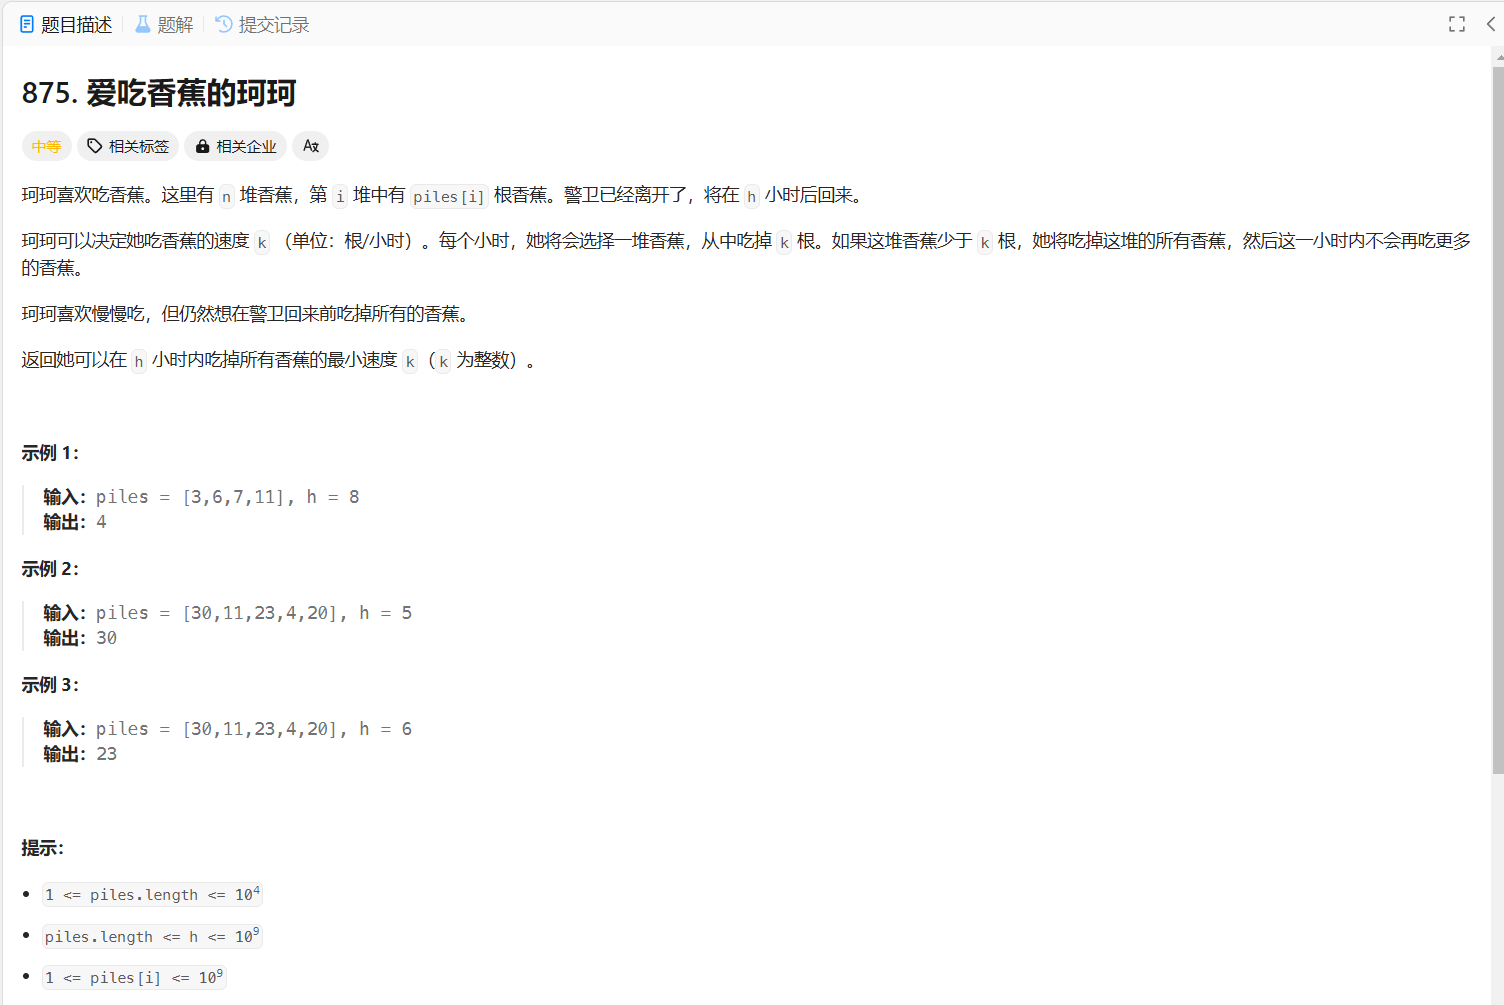 题目描述 题解 提交记录
875. 爱吃香蕉的珂珂
中等 相关标签 相关企业 Ax
珂珂喜欢吃香蕉。这里有 n 堆香蕉，第 i 堆中有 piles[i] 根香蕉。警卫已经离开了，将在 h 小时后回来。
珂珂可以决定她吃香蕉的速度 k （单位：根/小时）。每个小时，她将会选择一堆香蕉，从中吃掉 k 根。如果这堆香蕉少于 k 根，她将吃掉这堆的所有香蕉，然后这一小时内不会再吃更多
的香蕉。
珂珂喜欢慢慢吃，但仍然想在警卫回来前吃掉所有的香蕉。
返回她可以在 h 小时内吃掉所有香蕉的最小速度 k（k 为整数）。
示例 1：
输入：piles = [3,6,7,11], h = 8
输出：4
示例 2：
输入：piles = [30,11,23,4,20], h = 5
输出：30
示例 3：
输入：piles = [30,11,23,4,20], h = 6
输出：23
提示：
1 <= piles.length <= 10⁴
piles.length <= h <= 10⁹
1 <= piles[i] <= 10⁹